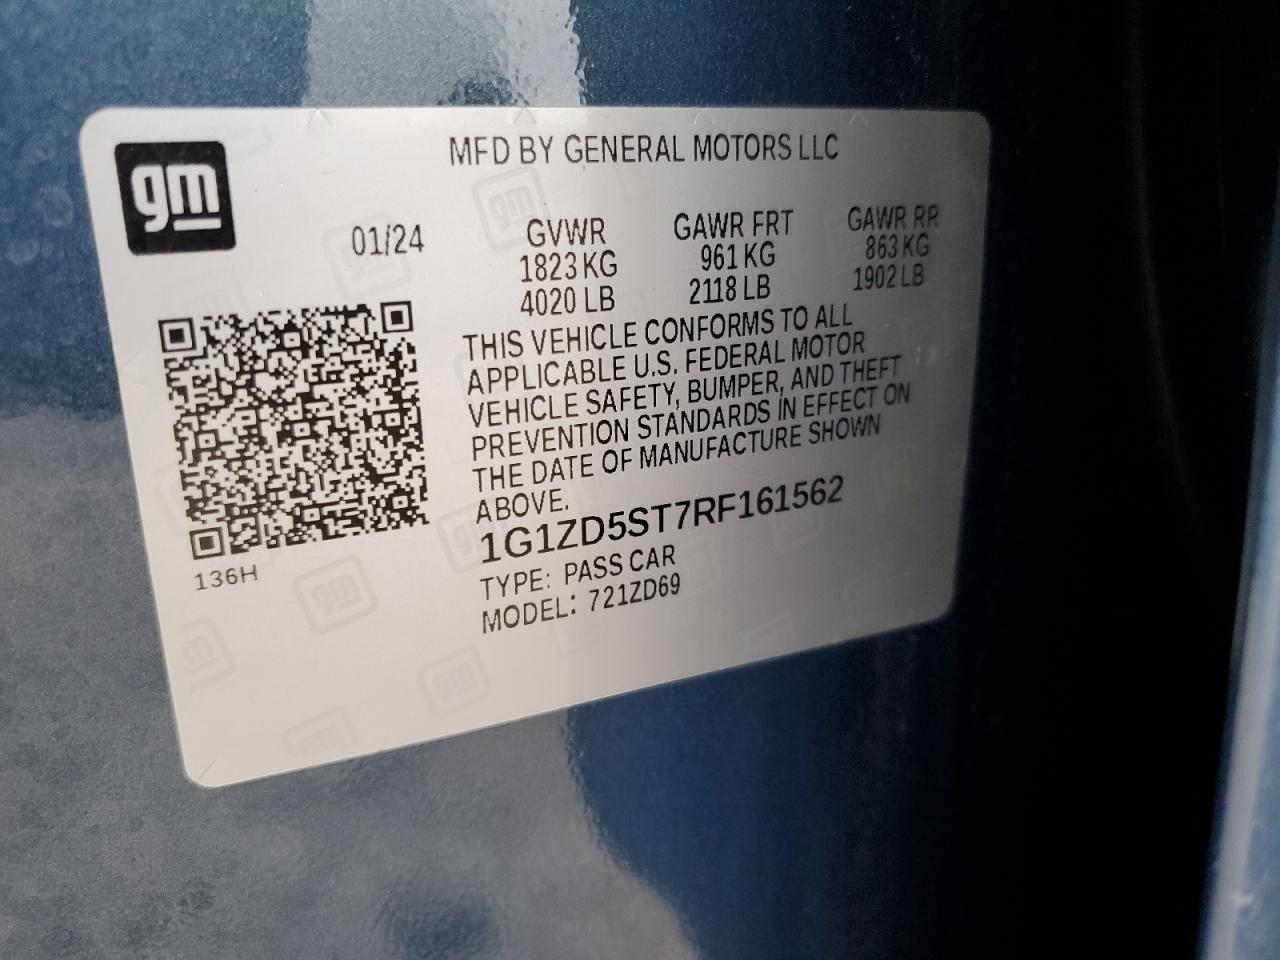 gm
MFD BY GENERAL MOTORS LLC
01/24
GVWR
1823 KG
4020 LB
GAWR FRT
961 KG
2118 LB
GAWR RR
863 KG
1902 LB
THIS VEHICLE CONFORMS TO ALL
APPLICABLE U.S. FEDERAL MOTOR
VEHICLE SAFETY, BUMPER, AND THEFT
PREVENTION STANDARDS IN EFFECT ON
THE DATE OF MANUFACTURE SHOWN
ABOVE.
1G1ZD5ST7RF161562
TYPE: PASS CAR
MODEL: 721ZD69
136H